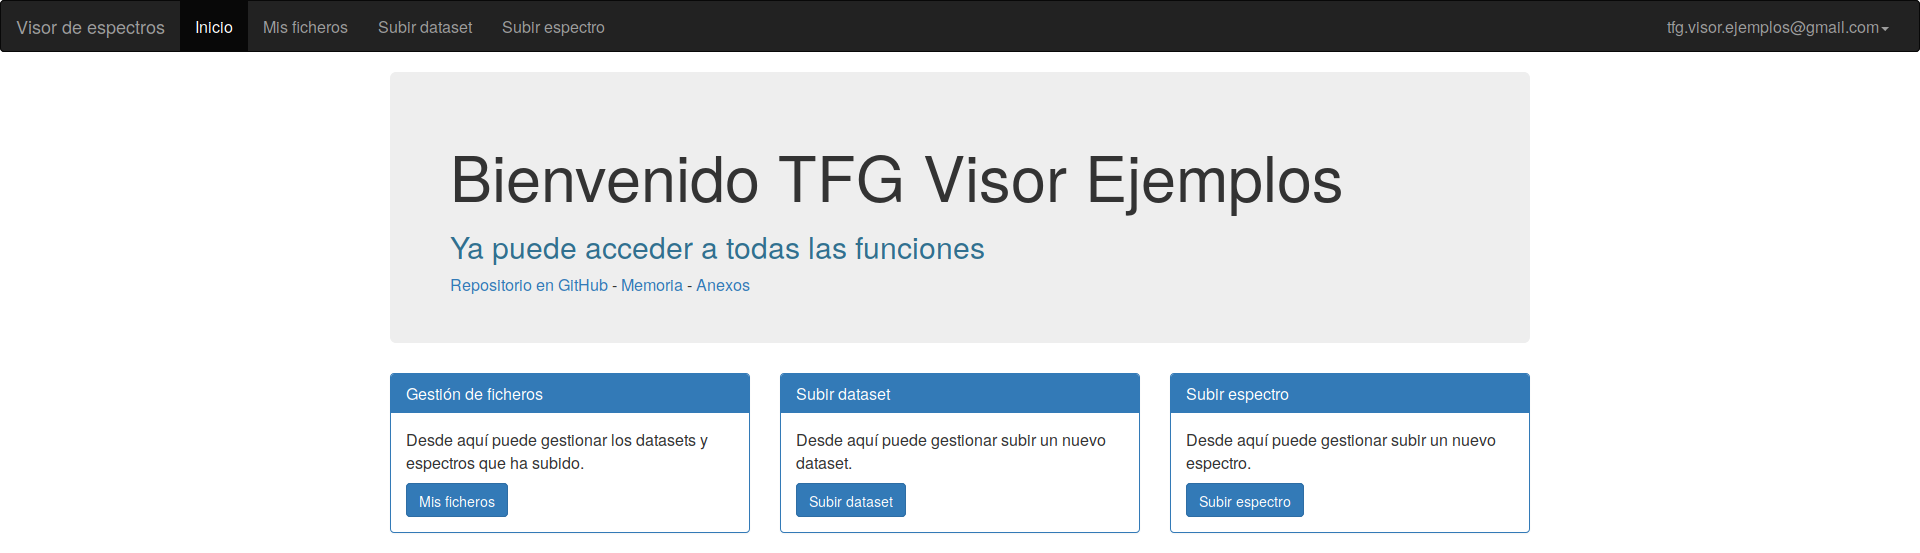 Visor de espectros Inicio Mis ficheros Subir dataset Subir espectro tfg.visor.ejemplos@gmail.com
Bienvenido TFG Visor Ejemplos
Ya puede acceder a todas las funciones
Repositorio en GitHub - Memoria - Anexos
Gestión de ficheros
Desde aquí puede gestionar los datasets y
espectros que ha subido.
Mis ficheros
Subir dataset
Desde aquí puede gestionar subir un nuevo
dataset.
Subir dataset
Subir espectro
Desde aquí puede gestionar subir un nuevo
espectro.
Subir espectro